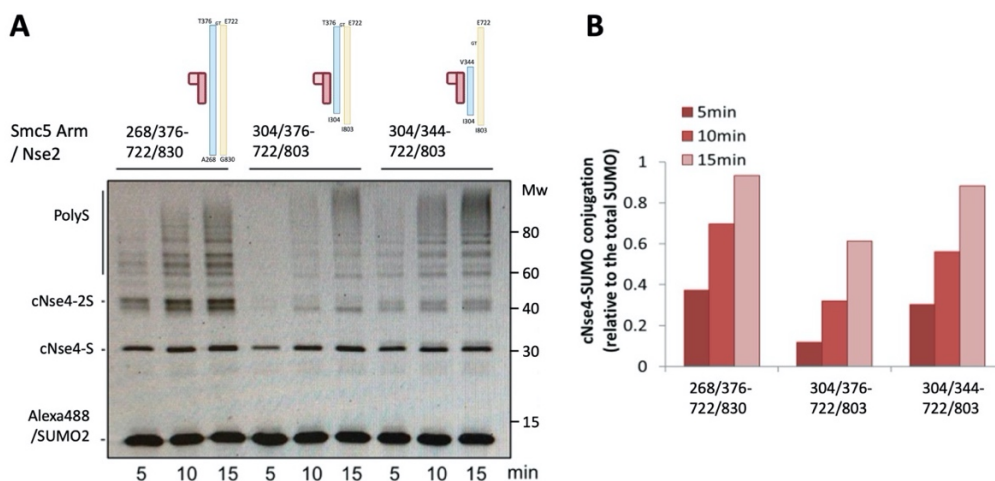 A
T376 GT E722
A268 G830
T376 GT E722
I304
I803
E722
GT
V344
I304
I803
Smc5 Arm
/ Nse2
268/376-
722/830
304/376-
722/803
304/344-
722/803
PolyS
cNse4-2S
cNse4-S
Alexa488
/SUMO2
Mw
80
60
40
30
15
5 10 15 5 10 15 5 10 15 min
B
5min
10min
15min
cNse4-SUMO conjugation
(relative to the total SUMO)
1
0.8
0.6
0.4
0.2
0
268/376-
722/830
304/376-
722/803
304/344-
722/803